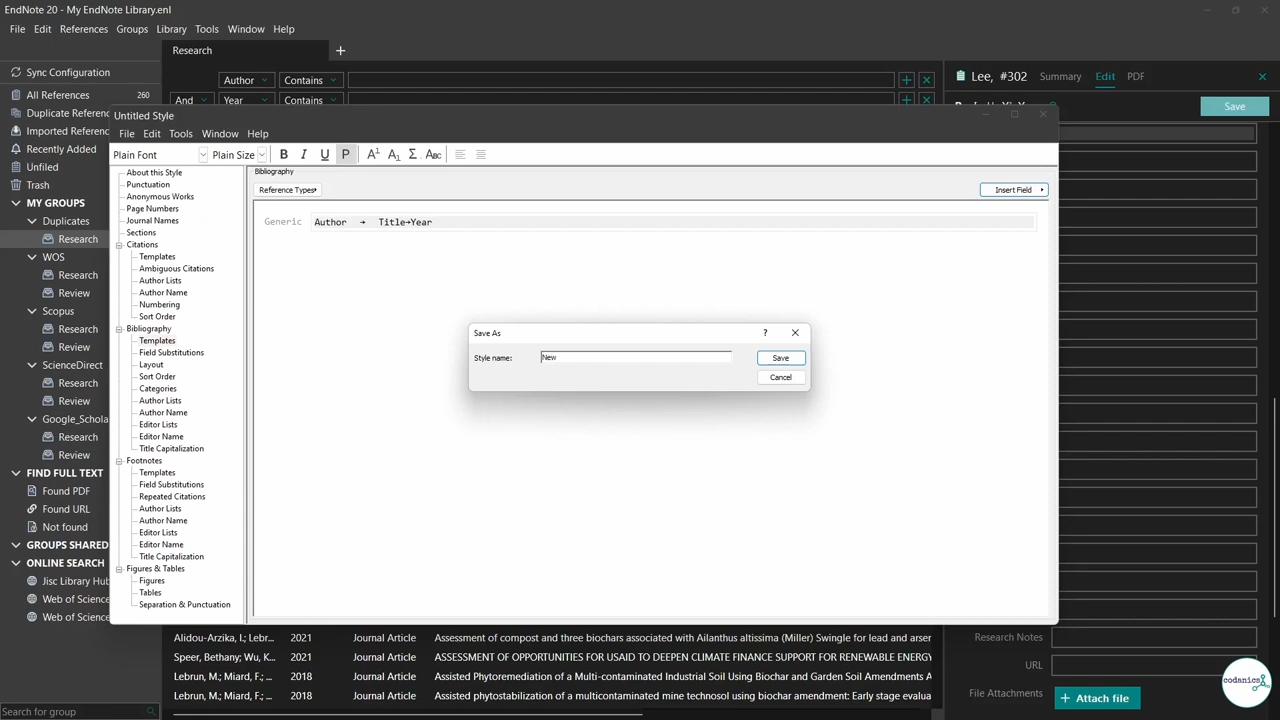 EndNote 20 - My EndNote Library.enl
File Edit References Groups Library Tools Window Help
Research
Sync Configuration
All References 260
Duplicate Referenc
Imported Referenc
Recently Added
Unfiled
Trash
MY GROUPS
Duplicates
Research
WOS
Research
Review
Scopus
Research
Review
ScienceDirect
Research
Review
Google_Schola
Research
Review
FIND FULL TEXT
Found PDF
Found URL
Not found
GROUPS SHARED
ONLINE SEARCH
Jisc Library Hub
Web of Science
Web of Science
Search for group
Author Contains
And Year Contains
Lee, #302 Summary Edit PDF
Save
Untitled Style
File Edit Tools Window Help
Plain Font Plain Size B I U P A1 A1 Σ Abc
About this Style
Punctuation
Anonymous Works
Page Numbers
Journal Names
Sections
Citations
Templates
Ambiguous Citations
Author Lists
Author Name
Numbering
Sort Order
Bibliography
Templates
Field Substitutions
Layout
Sort Order
Categories
Author Lists
Author Name
Editor Lists
Editor Name
Title Capitalization
Footnotes
Templates
Field Substitutions
Repeated Citations
Author Lists
Author Name
Editor Lists
Editor Name
Title Capitalization
Figures & Tables
Figures
Tables
Separation & Punctuation
Bibliography
Reference Types
Insert Field
Generic Author → Title→Year
Save As
Style name: New
Save
Cancel
Alidou-Arzika, I.; Lebr... 2021 Journal Article Assessment of compost and three biochars associated with Ailanthus altissima (Miller) Swingle for lead and arser
Speer, Bethany; Wu, K... 2021 Journal Article ASSESSMENT OF OPPORTUNITIES FOR USAID TO DEEPEN CLIMATE FINANCE SUPPORT FOR RENEWABLE ENERGY
Lebrun, M.; Miard, F.; ... 2018 Journal Article Assisted Phytoremediation of a Multi-contaminated Industrial Soil Using Biochar and Garden Soil Amendments A
Lebrun, M.; Miard, F.; ... 2018 Journal Article Assisted phytostabilization of a multicontaminated mine technosol using biochar amendment: Early stage evalua
Research Notes
URL
File Attachments
Attach file
codanics